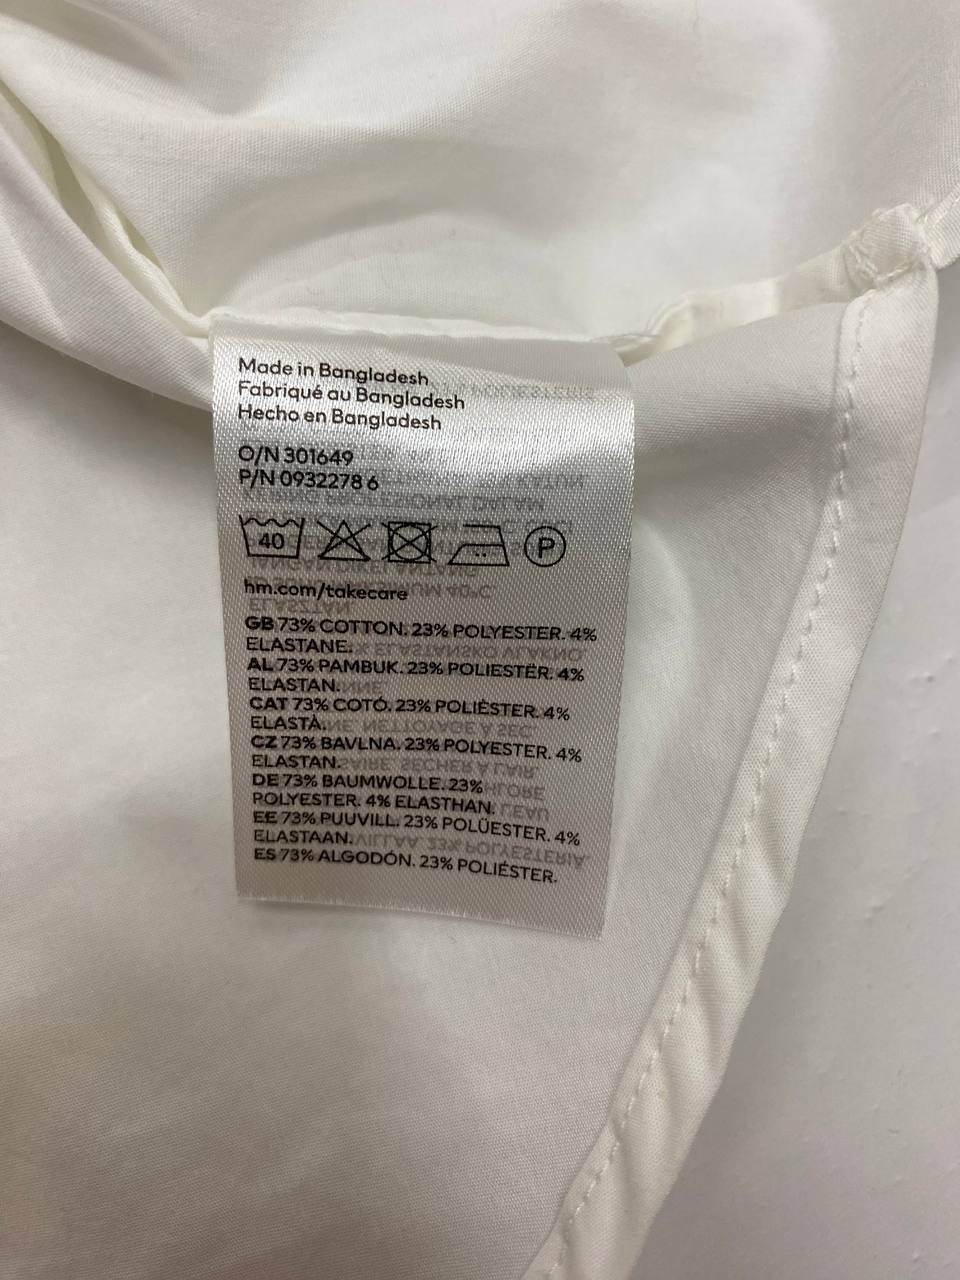 Made in Bangladesh
Fabriqué au Bangladesh
Hecho en Bangladesh
O/N 301649
P/N 0932278 6
40 P
hm.com/takecare
GB 73% COTTON. 23% POLYESTER. 4%
ELASTANE.
AL 73% PAMBUK. 23% POLIESTËR. 4%
ELASTAN.
CAT 73% COTÓ. 23% POLIÈSTER. 4%
ELASTÀ.
CZ 73% BAVLNA. 23% POLYESTER. 4%
ELASTAN.
DE 73% BAUMWOLLE. 23%
POLYESTER. 4% ELASTHAN.
EE 73% PUUVILL. 23% POLÜESTER. 4%
ELASTAAN.
ES 73% ALGODÓN. 23% POLIÉSTER.